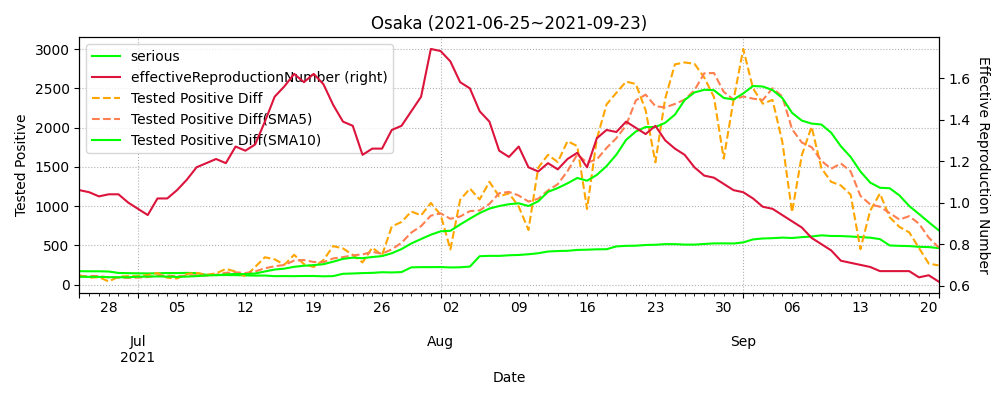 Osaka (2021-06-25~2021-09-23)
serious
effectiveReproductionNumber (right)
Tested Positive Diff
Tested Positive Diff(SMA5)
Tested Positive Diff(SMA10)
Tested Positive
3000
2500
2000
1500
1000
500
0
1.6
1.4
1.2
1.0
0.8
0.6
Effective Reproduction Number
28 05 12 19 26 02 09 16 23 30 06 13 20
Jul Aug Sep
2021
Date